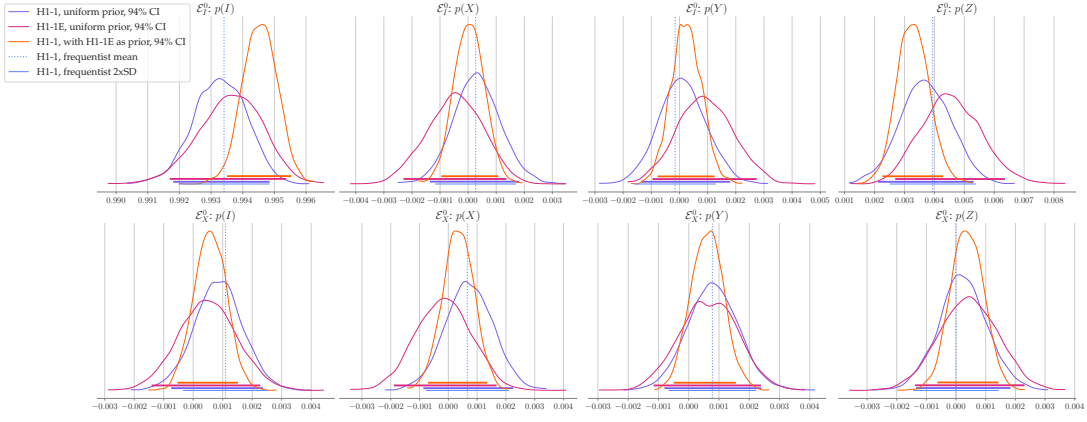 H1-1, uniform prior, 94% CI
H1-1E, uniform prior, 94% CI
H1-1, with H1-1E as prior, 94% CI
H1-1, frequentist mean
H1-1, frequentist 2xSD
ℰ_I^0: p(I)
0.990 0.991 0.992 0.993 0.994 0.995 0.996
ℰ_I^0: p(X)
−0.004 −0.003 −0.002 −0.001 0.000 0.001 0.002 0.003
ℰ_I^0: p(Y)
−0.003 −0.002 −0.001 0.000 0.001 0.002 0.003 0.004 0.005
ℰ_I^0: p(Z)
0.001 0.002 0.003 0.004 0.005 0.006 0.007 0.008
ℰ_X^0: p(I)
−0.003 −0.002 −0.001 0.000 0.001 0.002 0.003 0.004
ℰ_X^0: p(X)
−0.003 −0.002 −0.001 0.000 0.001 0.002 0.003 0.004
ℰ_X^0: p(Y)
−0.003 −0.002 −0.001 0.000 0.001 0.002 0.003 0.004
ℰ_X^0: p(Z)
−0.003 −0.002 −0.001 0.000 0.001 0.002 0.003 0.004